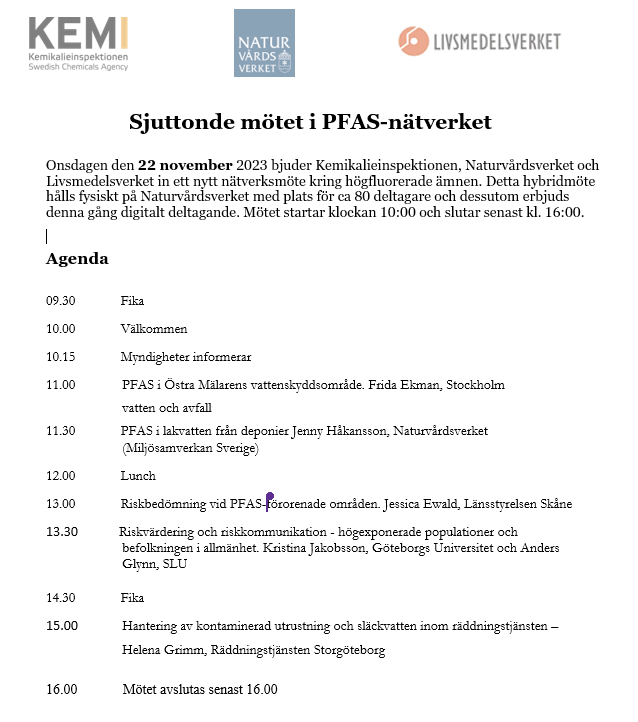 KEMI
Kemikalieinspektionen
Swedish Chemicals Agency
NATUR
VÅRDS
VERKET
LIVSMEDELSVERKET
Sjuttonde mötet i PFAS-nätverket
Onsdagen den 22 november 2023 bjuder Kemikalieinspektionen, Naturvårdsverket och
Livsmedelsverket in ett nytt nätverksmöte kring högfluorerade ämnen. Detta hybridmöte
hålls fysiskt på Naturvårdsverket med plats för ca 80 deltagare och dessutom erbjuds
denna gång digitalt deltagande. Mötet startar klockan 10:00 och slutar senast kl. 16:00.
Agenda
09.30 Fika
10.00 Välkommen
10.15 Myndigheter informerar
11.00 PFAS i Östra Mälarens vattenskyddsområde. Frida Ekman, Stockholm
vatten och avfall
11.30 PFAS i lakvatten från deponier Jenny Håkansson, Naturvårdsverket
(Miljösamverkan Sverige)
12.00 Lunch
13.00 Riskbedömning vid PFAS-förorenade områden. Jessica Ewald, Länsstyrelsen Skåne
13.30 Riskvärdering och riskkommunikation - högexponerade populationer och
befolkningen i allmänhet. Kristina Jakobsson, Göteborgs Universitet och Anders
Glynn, SLU
14.30 Fika
15.00 Hantering av kontaminerad utrustning och släckvatten inom räddningstjänsten –
Helena Grimm, Räddningstjänsten Storgöteborg
16.00 Mötet avslutas senast 16.00